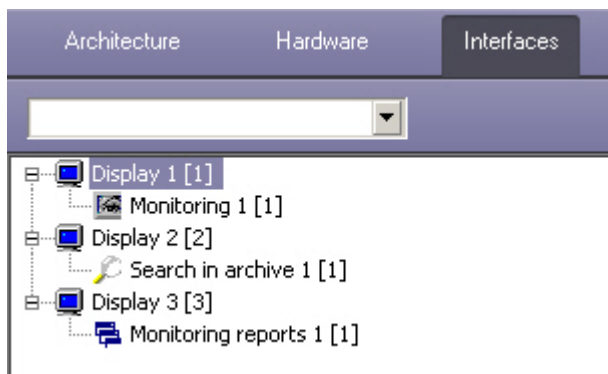 Architecture Hardware Interfaces
Display 1 [1]
Monitoring 1 [1]
Display 2 [2]
Search in archive 1 [1]
Display 3 [3]
Monitoring reports 1 [1]